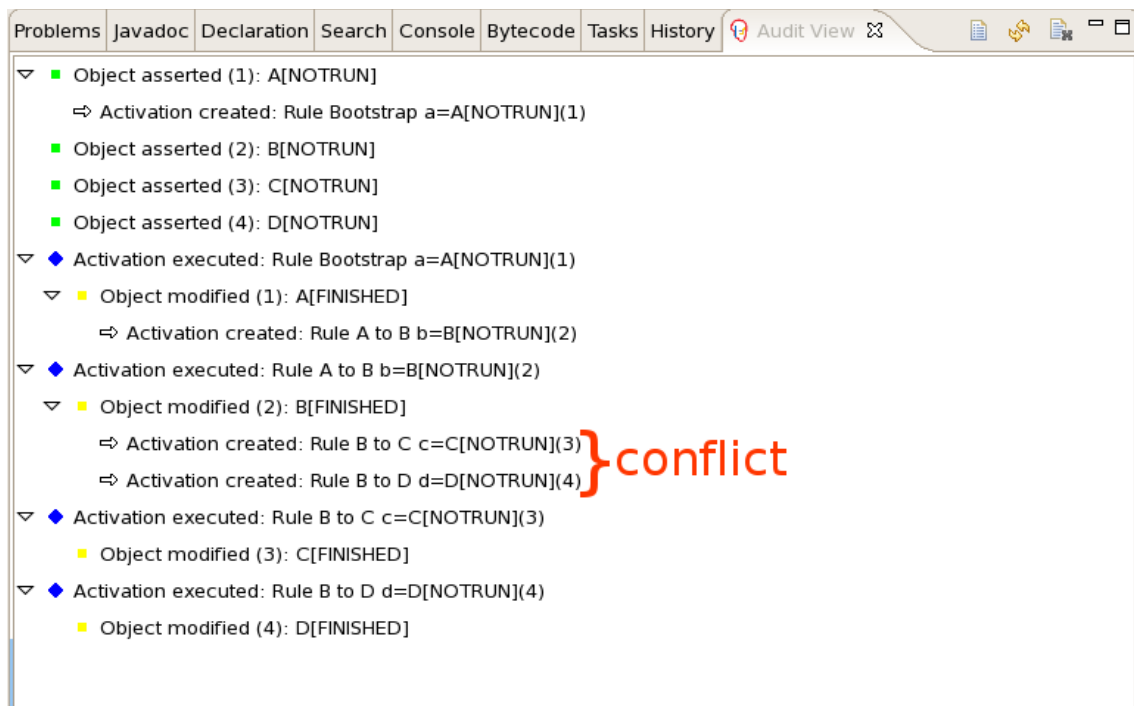 Problems Javadoc Declaration Search Console Bytecode Tasks History Audit View
Object asserted (1): A[NOTRUN]
Activation created: Rule Bootstrap a=A[NOTRUN](1)
Object asserted (2): B[NOTRUN]
Object asserted (3): C[NOTRUN]
Object asserted (4): D[NOTRUN]
Activation executed: Rule Bootstrap a=A[NOTRUN](1)
Object modified (1): A[FINISHED]
Activation created: Rule A to B b=B[NOTRUN](2)
Activation executed: Rule A to B b=B[NOTRUN](2)
Object modified (2): B[FINISHED]
Activation created: Rule B to C c=C[NOTRUN](3)
Activation created: Rule B to D d=D[NOTRUN](4)
conflict
Activation executed: Rule B to C c=C[NOTRUN](3)
Object modified (3): C[FINISHED]
Activation executed: Rule B to D d=D[NOTRUN](4)
Object modified (4): D[FINISHED]